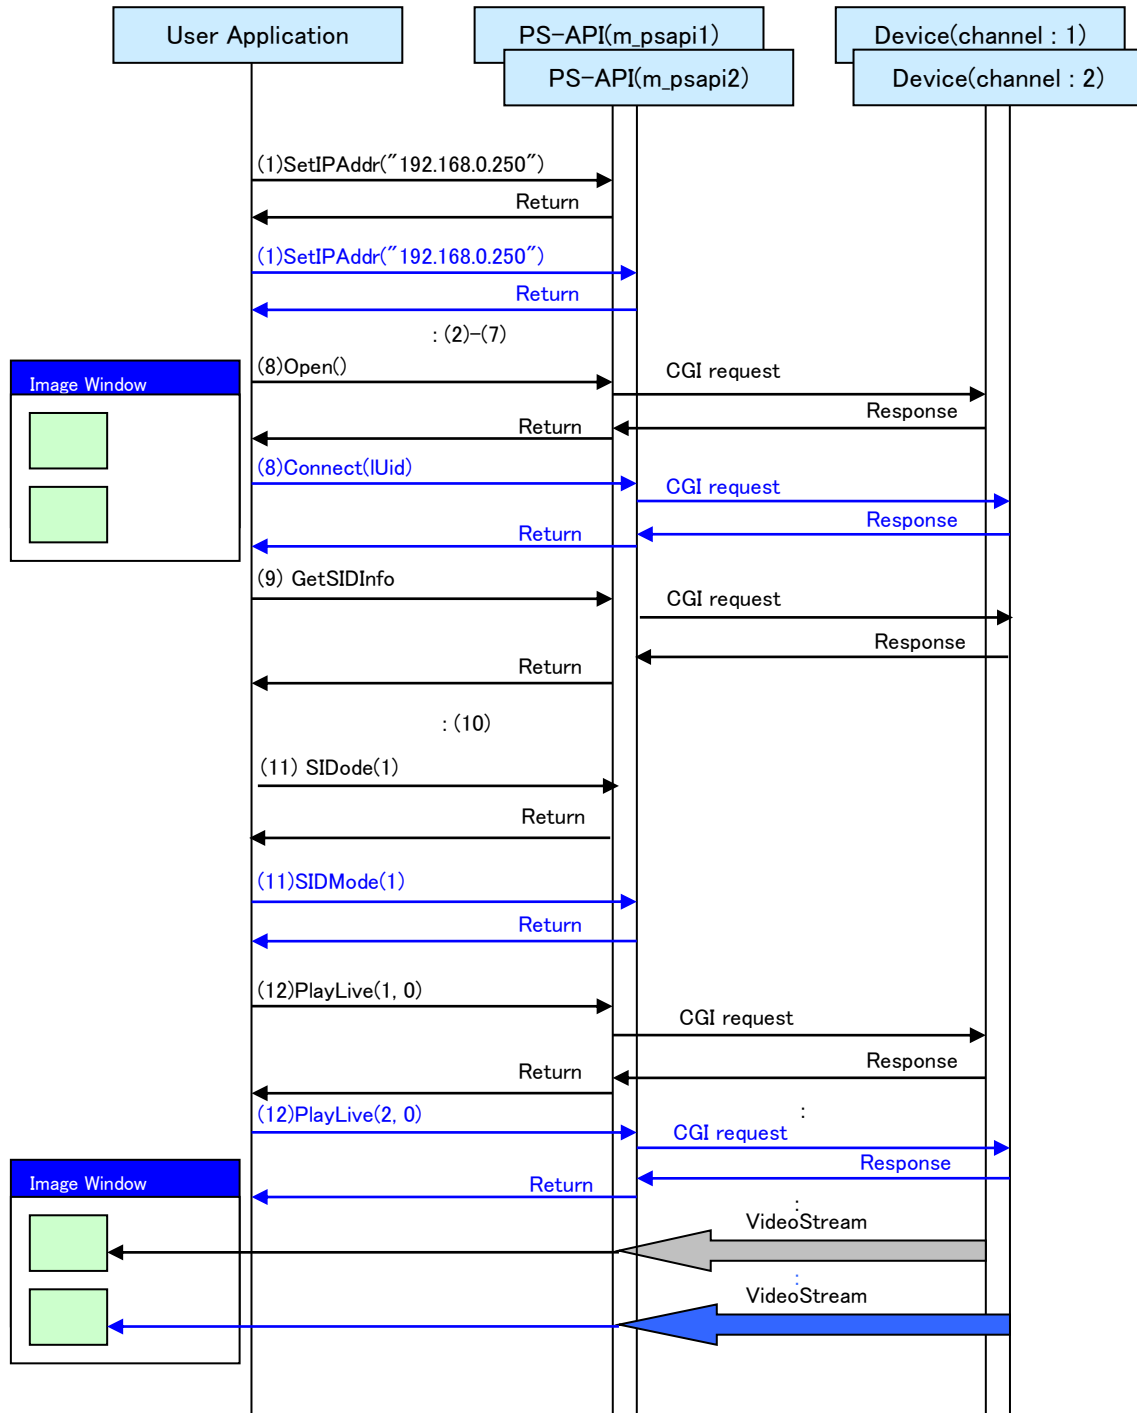 User Application
PS-API(m_psapi1)
Device(channel : 1)
PS-API(m_psapi2)
Device(channel : 2)
(1)SetIPAddr("192.168.0.250")
Return
(1)SetIPAddr("192.168.0.250")
Return
: (2)-(7)
(8)Open()
CGI request
Image Window
Response
Return
(8)Connect(lUid)
CGI request
Response
Return
(9) GetSIDInfo
CGI request
Response
Return
: (10)
(11) SIDode(1)
Return
(11)SIDMode(1)
Return
(12)PlayLive(1, 0)
CGI request
Response
Return
(12)PlayLive(2, 0)
:
CGI request
Response
Image Window
Return
:
VideoStream
:
VideoStream